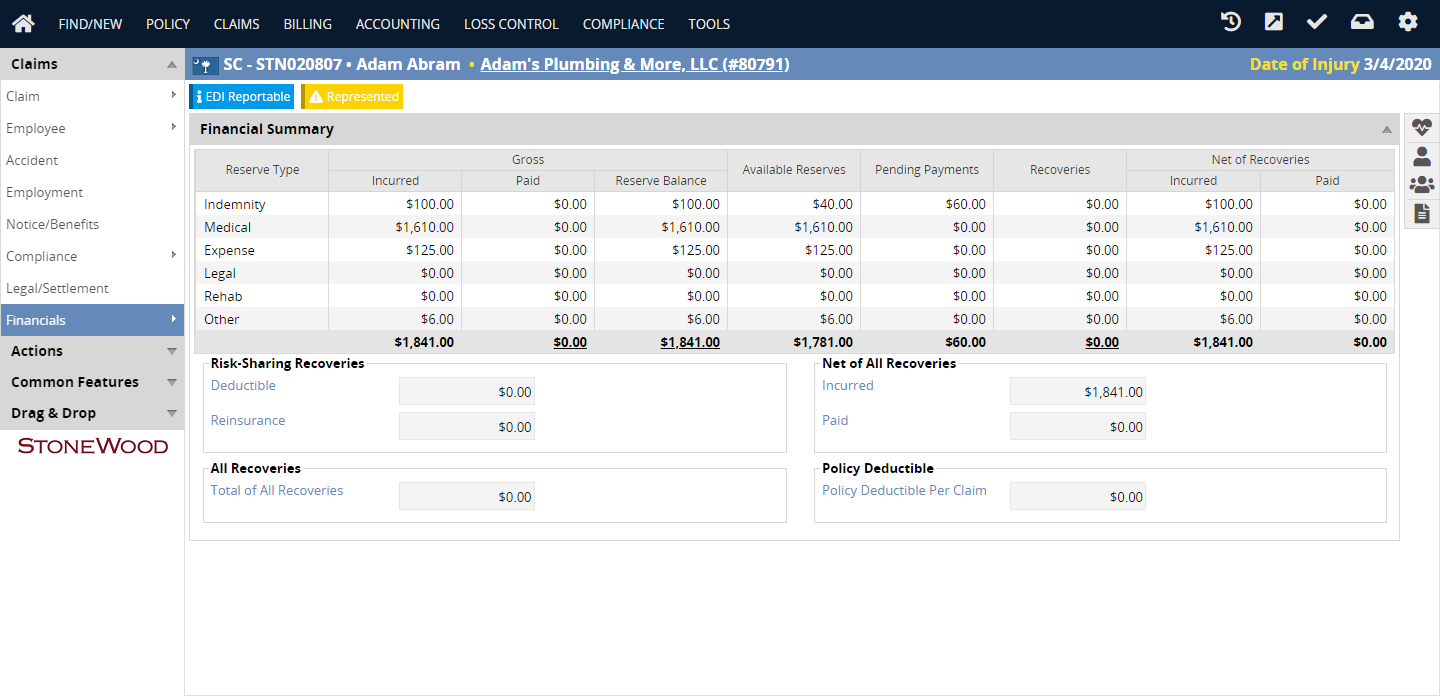 FIND/NEW POLICY CLAIMS BILLING ACCOUNTING LOSS CONTROL COMPLIANCE TOOLS
Claims
Claim
Employee
Accident
Employment
Notice/Benefits
Compliance
Legal/Settlement
Financials
Actions
Common Features
Drag & Drop
STONEWOOD
SC - STN020807 • Adam Abram • Adam's Plumbing & More, LLC (#80791) Date of Injury 3/4/2020
EDI Reportable Represented
Financial Summary
Reserve Type Gross Available Reserves Pending Payments Recoveries Net of Recoveries
Incurred Paid Reserve Balance Incurred Paid
Indemnity $100.00 $0.00 $100.00 $40.00 $60.00 $0.00 $100.00 $0.00
Medical $1,610.00 $0.00 $1,610.00 $1,610.00 $0.00 $0.00 $1,610.00 $0.00
Expense $125.00 $0.00 $125.00 $125.00 $0.00 $0.00 $125.00 $0.00
Legal $0.00 $0.00 $0.00 $0.00 $0.00 $0.00 $0.00 $0.00
Rehab $0.00 $0.00 $0.00 $0.00 $0.00 $0.00 $0.00 $0.00
Other $6.00 $0.00 $6.00 $6.00 $0.00 $0.00 $6.00 $0.00
$1,841.00 $0.00 $1,841.00 $1,781.00 $60.00 $0.00 $1,841.00 $0.00
Risk-Sharing Recoveries
Deductible $0.00
Reinsurance $0.00
Net of All Recoveries
Incurred $1,841.00
Paid $0.00
All Recoveries
Total of All Recoveries $0.00
Policy Deductible
Policy Deductible Per Claim $0.00